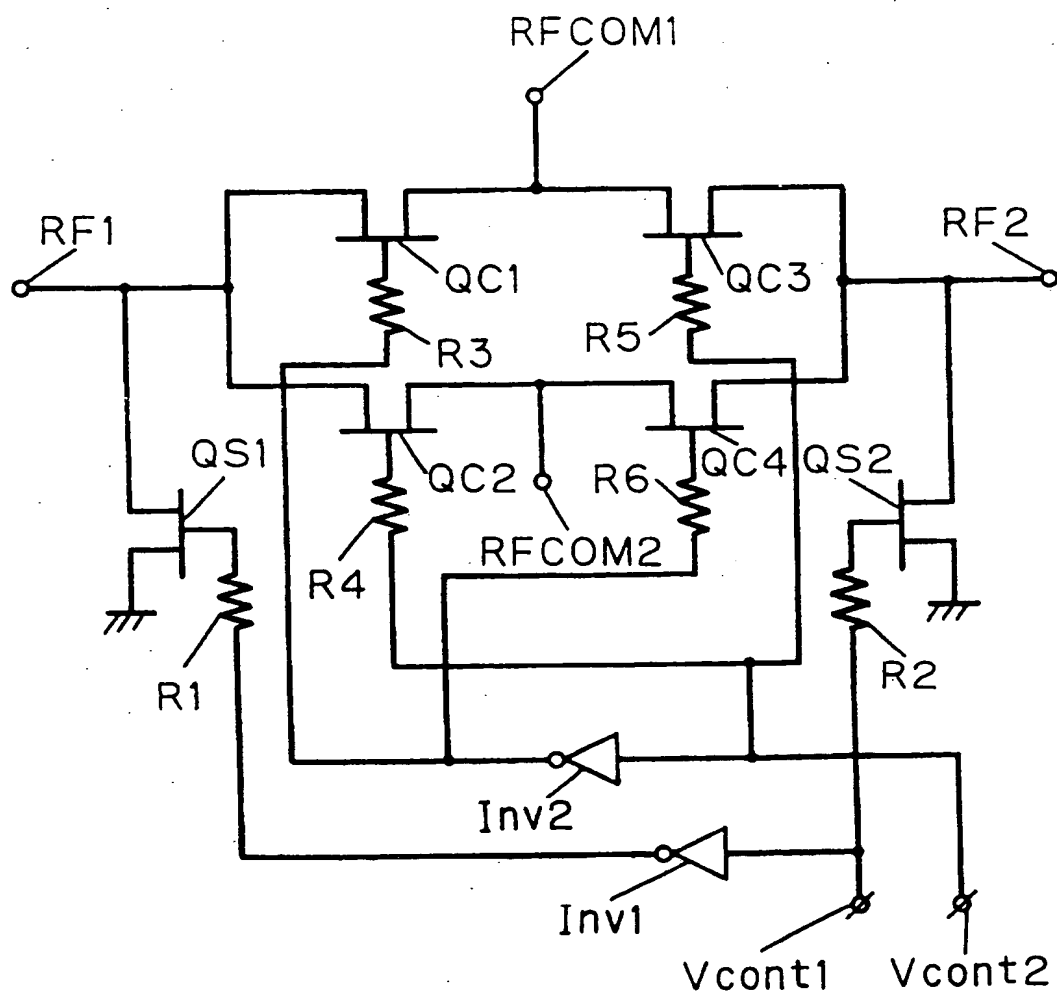 RFCOM1
RF1
RF2
QC1
QC3
R3
R5
QS1
QC2
R6
QC4
QS2
RFCOM2
R4
R1
R2
Inv2
Inv1
Vcont1
Vcont2